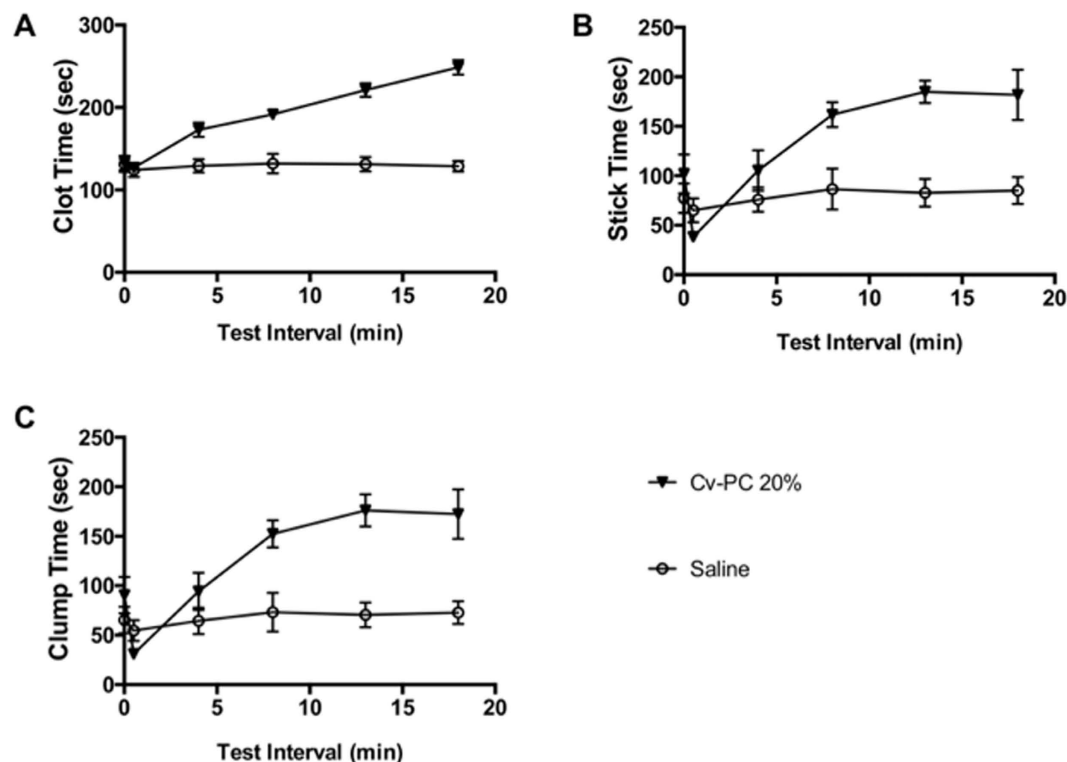 A
300
200
100
0
Clot Time (sec)
0 5 10 15 20
Test Interval (min)
B
250
200
150
100
50
0
Stick Time (sec)
0 5 10 15 20
Test Interval (min)
C
250
200
150
100
50
0
Clump Time (sec)
0 5 10 15 20
Test Interval (min)
Cv-PC 20%
Saline